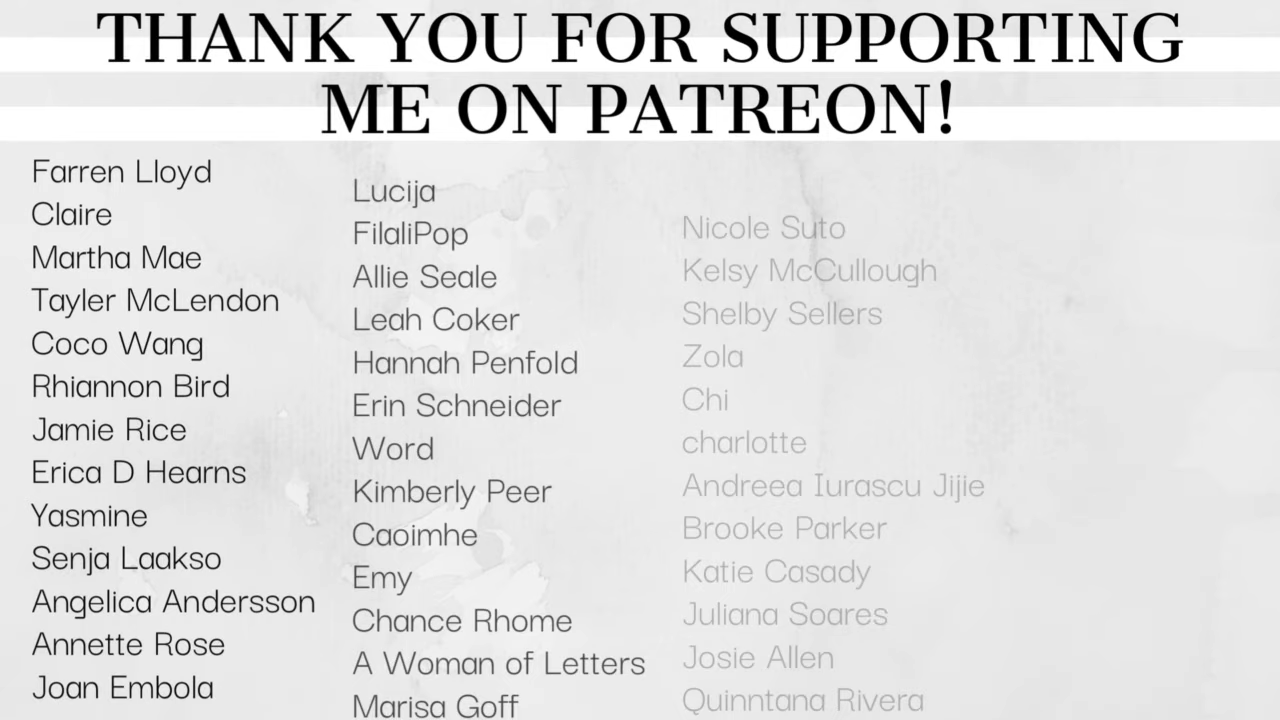 THANK YOU FOR SUPPORTING
ME ON PATREON!
Farren Lloyd
Claire
Martha Mae
Tayler McLendon
Coco Wang
Rhiannon Bird
Jamie Rice
Erica D Hearns
Yasmine
Senja Laakso
Angelica Andersson
Annette Rose
Joan Embola
Lucija
FilaliPop
Allie Seale
Leah Coker
Hannah Penfold
Erin Schneider
Word
Kimberly Peer
Caoimhe
Emy
Chance Rhome
A Woman of Letters
Marisa Goff
Nicole Suto
Kelsy McCullough
Shelby Sellers
Zola
Chi
charlotte
Andreea Iurascu Jijie
Brooke Parker
Katie Casady
Juliana Soares
Josie Allen
Quinntana Rivera